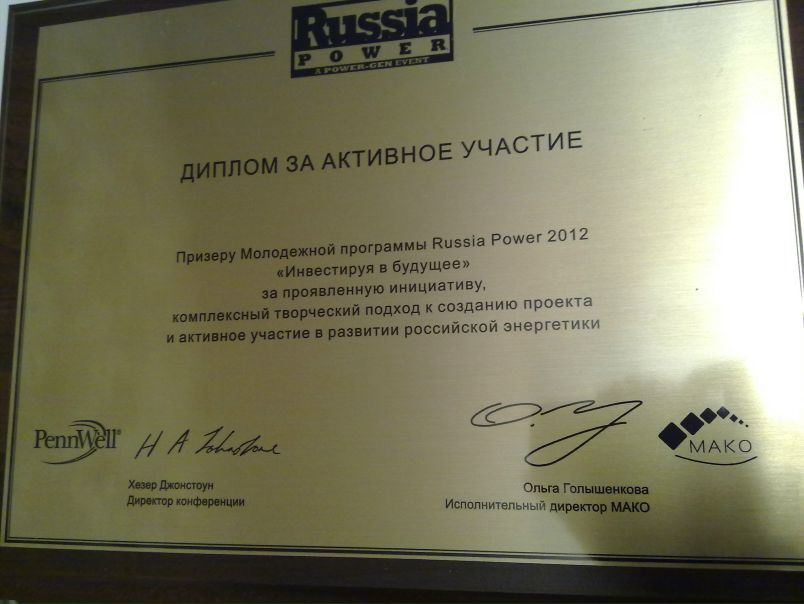 Russia
POWER
A POWER-GEN EVENT
ДИПЛОМ ЗА АКТИВНОЕ УЧАСТИЕ
Призеру Молодежной программы Russia Power 2012
«Инвестируя в будущее»
за проявленную инициативу,
комплексный творческий подход к созданию проекта
и активное участие в развитии российской энергетики
PennWell®
H A Johnstone
МАКО
Хезер Джонстоун
Директор конференции
Ольга Голышенкова
Исполнительный директор МАКО